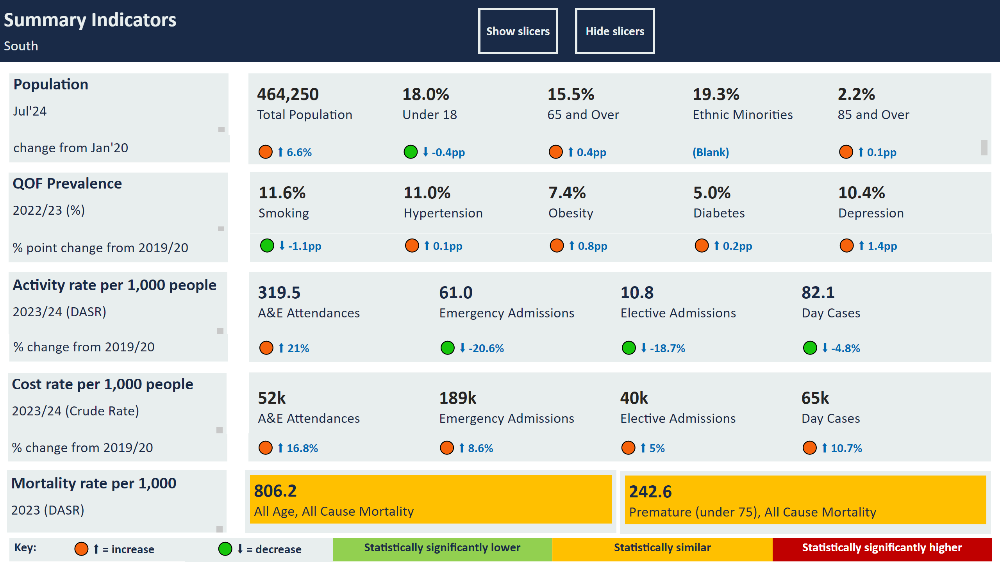 Summary Indicators
South
Show slicers
Hide slicers
Population
Jul'24
change from Jan'20
464,250
Total Population
⬆ 6.6%
18.0%
Under 18
⬇ -0.4pp
15.5%
65 and Over
⬆ 0.4pp
19.3%
Ethnic Minorities
(Blank)
2.2%
85 and Over
⬆ 0.1pp
QOF Prevalence
2022/23 (%)
% point change from 2019/20
11.6%
Smoking
⬇ -1.1pp
11.0%
Hypertension
⬆ 0.1pp
7.4%
Obesity
⬆ 0.8pp
5.0%
Diabetes
⬆ 0.2pp
10.4%
Depression
⬆ 1.4pp
Activity rate per 1,000 people
2023/24 (DASR)
% change from 2019/20
319.5
A&E Attendances
⬆ 21%
61.0
Emergency Admissions
⬇ -20.6%
10.8
Elective Admissions
⬇ -18.7%
82.1
Day Cases
⬇ -4.8%
Cost rate per 1,000 people
2023/24 (Crude Rate)
% change from 2019/20
52k
A&E Attendances
⬆ 16.8%
189k
Emergency Admissions
⬆ 8.6%
40k
Elective Admissions
⬆ 5%
65k
Day Cases
⬆ 10.7%
Mortality rate per 1,000
2023 (DASR)
806.2
All Age, All Cause Mortality
242.6
Premature (under 75), All Cause Mortality
Key:
⬆ = increase
⬇ = decrease
Statistically significantly lower
Statistically similar
Statistically significantly higher